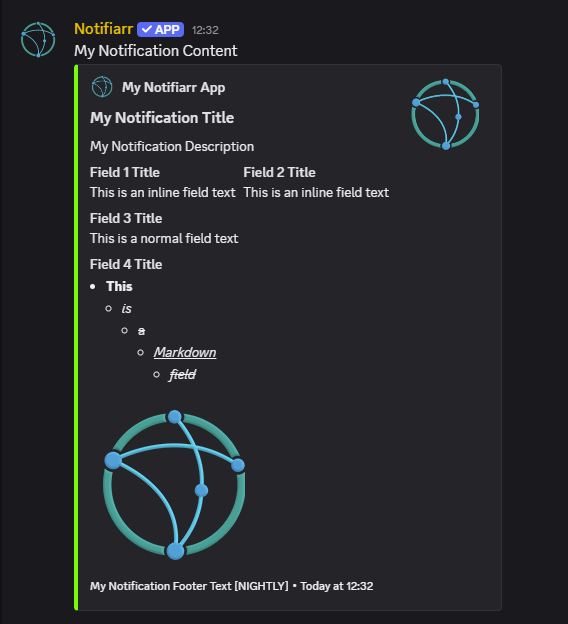 Notifiarr APP 12:32
My Notification Content
My Notifiarr App
My Notification Title
My Notification Description
Field 1 Title Field 2 Title
This is an inline field text This is an inline field text
Field 3 Title
This is a normal field text
Field 4 Title
• This
◦ is
◦ a
◦ Markdown
◦ field
My Notification Footer Text [NIGHTLY] • Today at 12:32